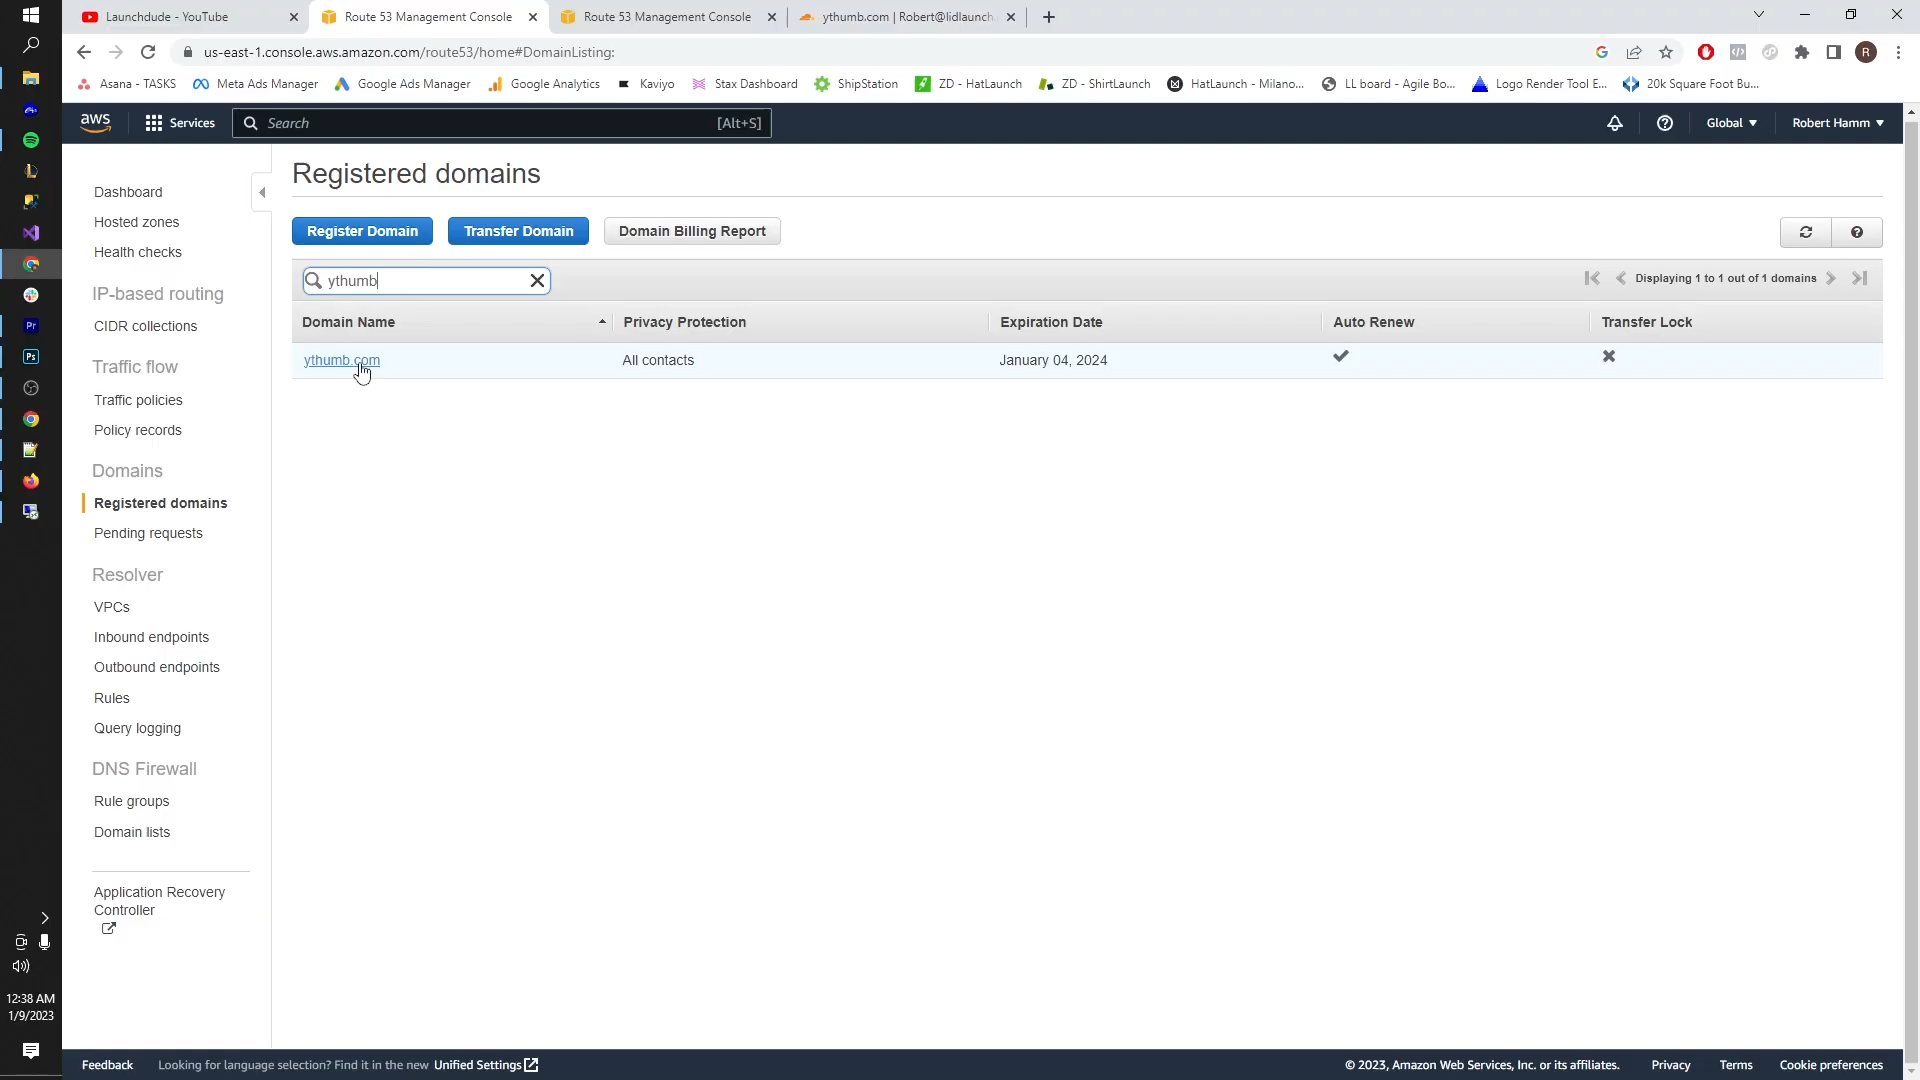 Launchdude - YouTube
Route 53 Management Console
Route 53 Management Console
ythumb.com | Robert@lidlaunch
us-east-1.console.aws.amazon.com/route53/home#DomainListing:
R
Asana - TASKS
Meta Ads Manager
Google Ads Manager
Google Analytics
Kaviyo
Stax Dashboard
ShipStation
ZD - HatLaunch
ZD - ShirtLaunch
HatLaunch - Milano...
LL board - Agile Bo...
Logo Render Tool E...
20k Square Foot Bu...
aws
Services
Search
[Alt+S]
Global
Robert Hamm
Dashboard
Hosted zones
Health checks
IP-based routing
CIDR collections
Traffic flow
Traffic policies
Policy records
Domains
Registered domains
Pending requests
Resolver
VPCs
Inbound endpoints
Outbound endpoints
Rules
Query logging
DNS Firewall
Rule groups
Domain lists
Application Recovery
Controller
Registered domains
Register Domain
Transfer Domain
Domain Billing Report
ythumb
Displaying 1 to 1 out of 1 domains
Domain Name
Privacy Protection
Expiration Date
Auto Renew
Transfer Lock
ythumb.com
All contacts
January 04, 2024
Pr
Ps
12:38 AM
1/9/2023
Feedback
Looking for language selection? Find it in the new Unified Settings
© 2023, Amazon Web Services, Inc. or its affiliates.
Privacy
Terms
Cookie preferences